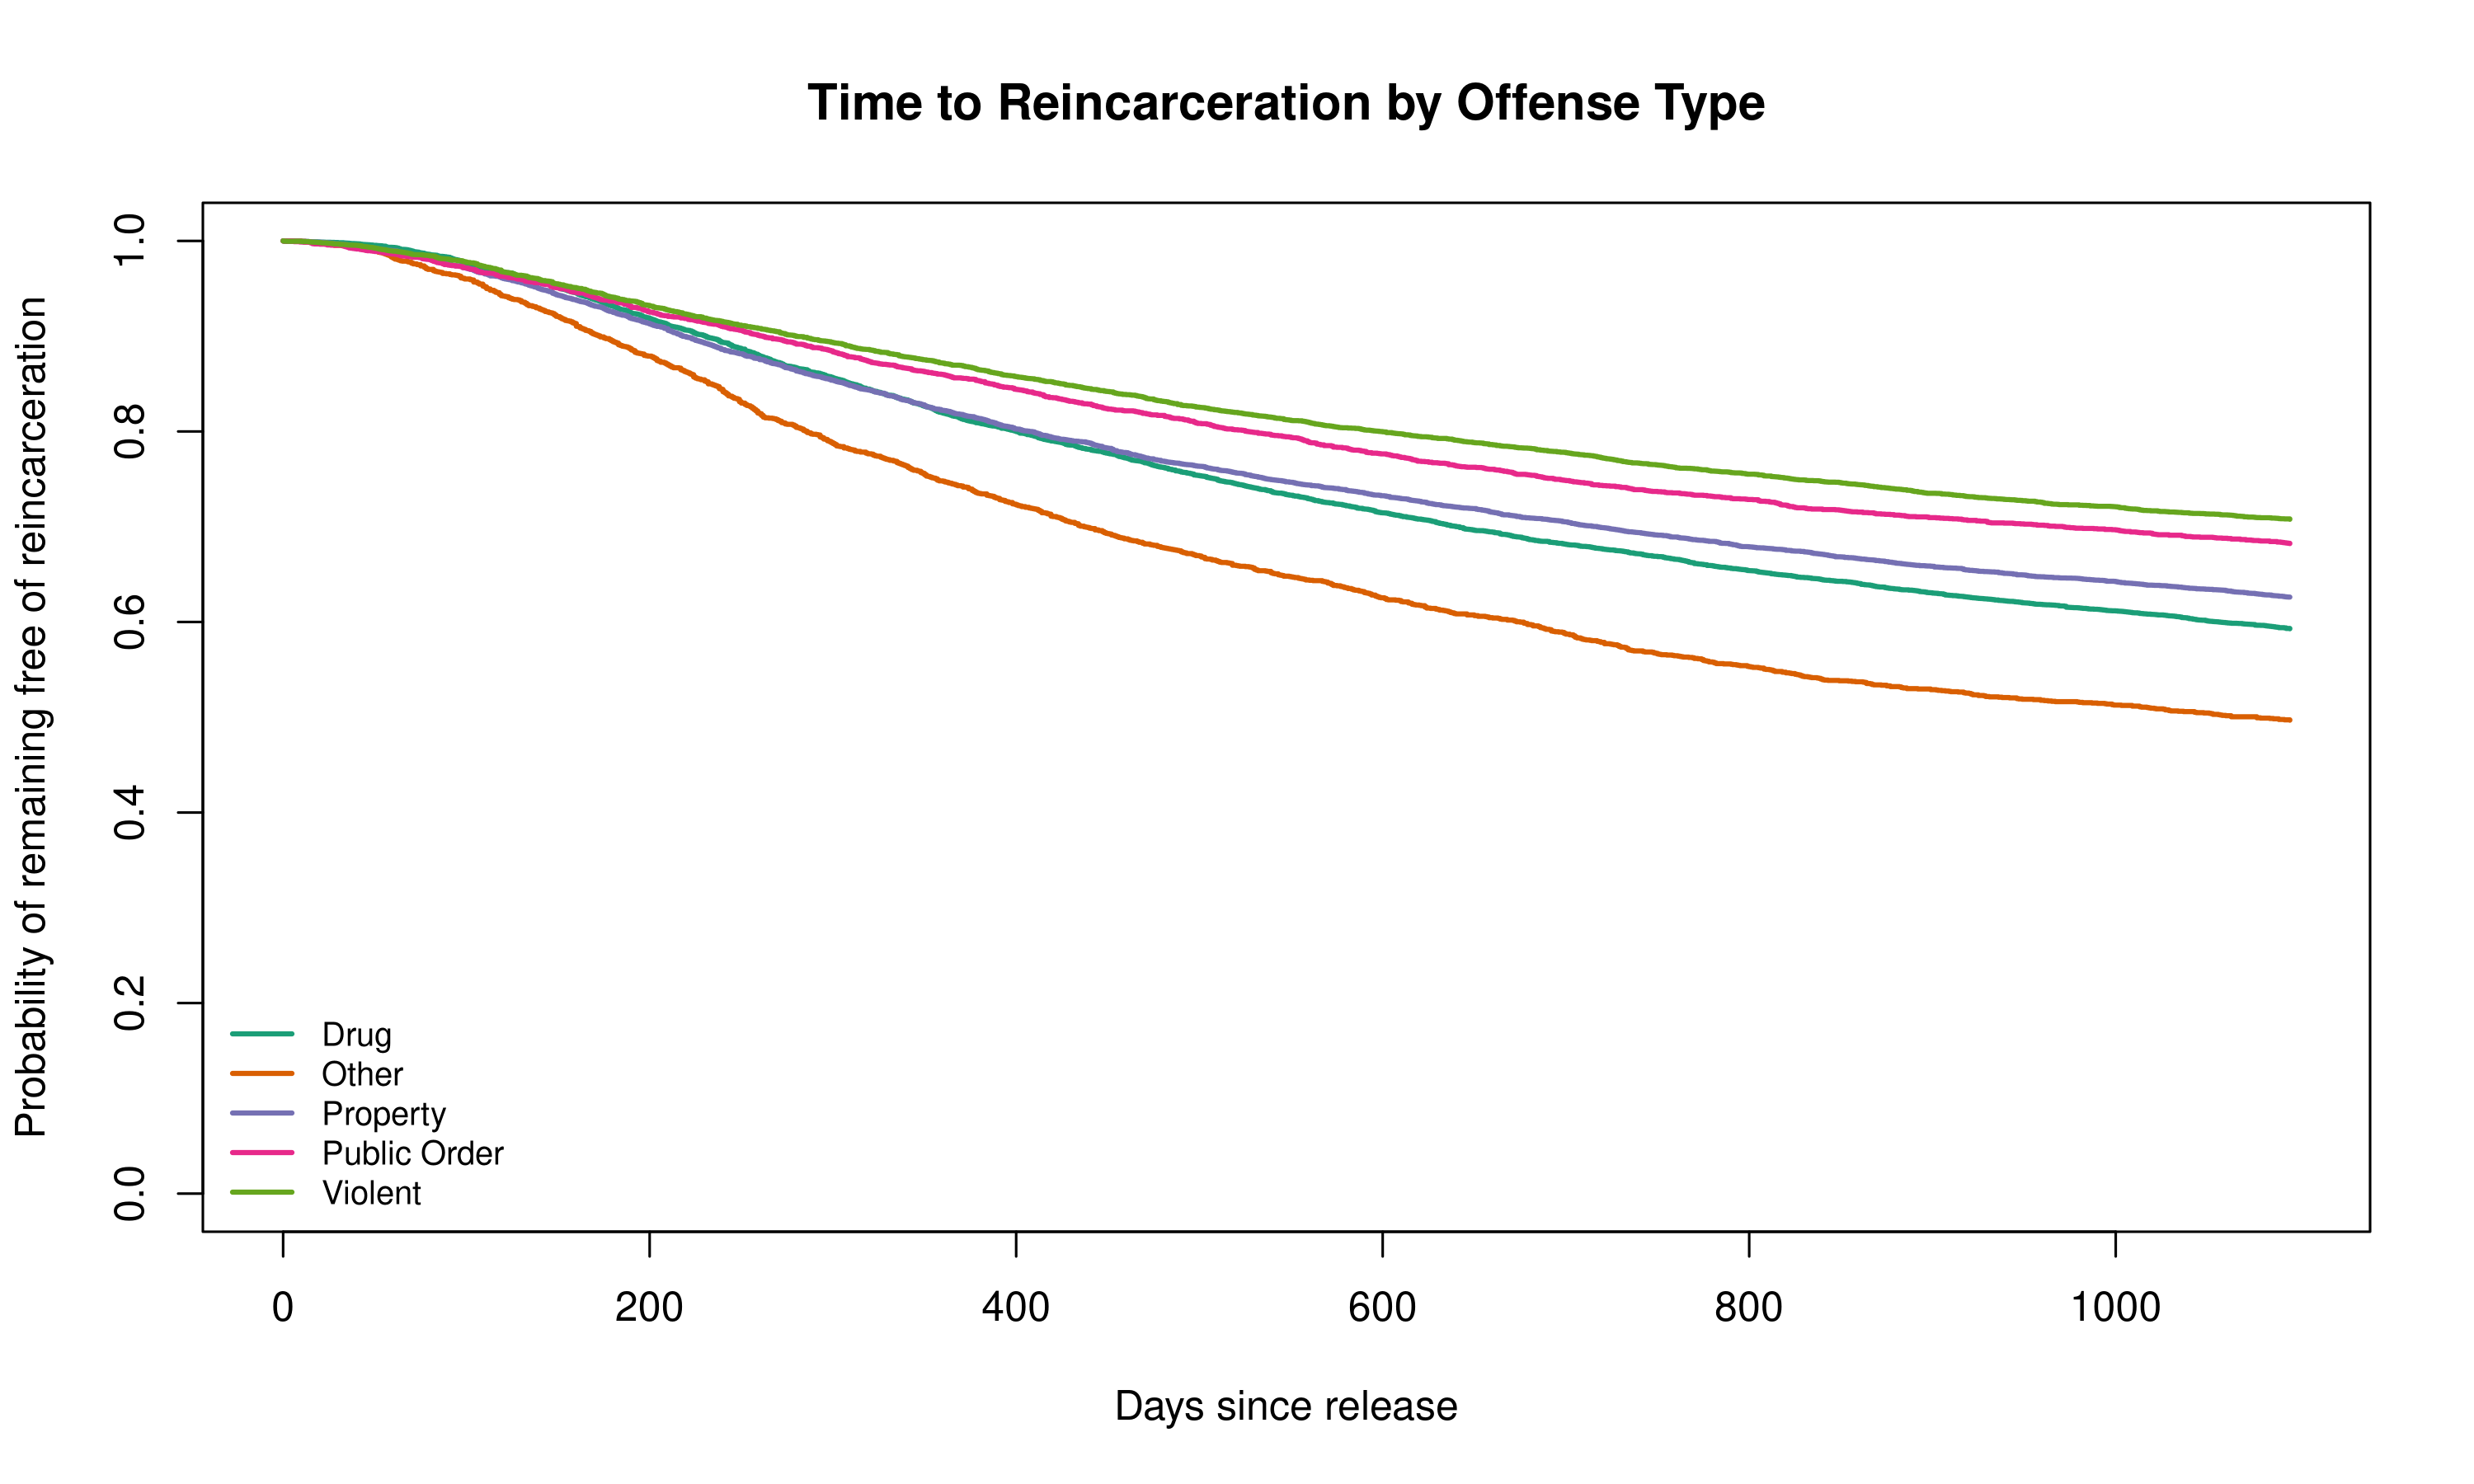 Time to Reincarceration by Offense Type
Probability of remaining free of reincarceration
1.0
0.8
0.6
0.4
0.2
0.0
Drug
Other
Property
Public Order
Violent
0 200 400 600 800 1000
Days since release